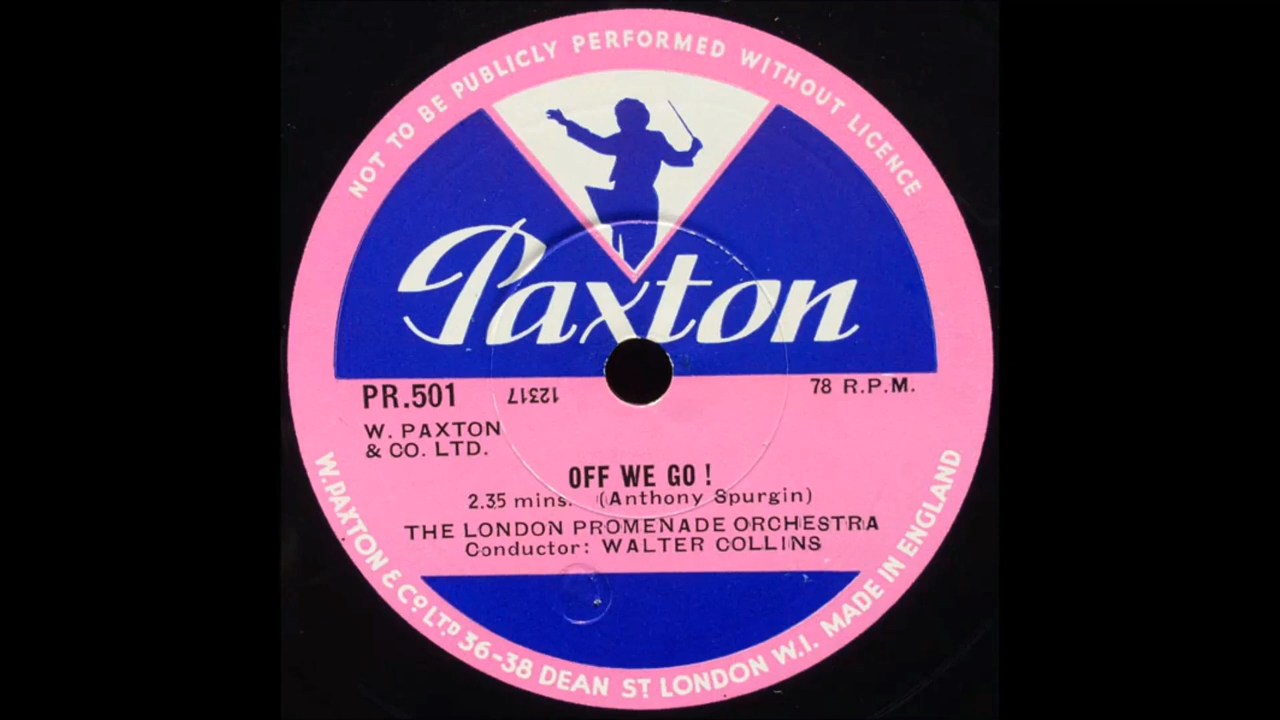 NOT TO BE PUBLICLY PERFORMED WITHOUT LICENCE
Paxton
PR.501
12317
78 R.P.M.
W. PAXTON
& CO. LTD.
OFF WE GO !
2.35 mins. (Anthony Spurgin)
THE LONDON PROMENADE ORCHESTRA
Conductor: WALTER COLLINS
W. PAXTON & CO LTD 36-38 DEAN ST LONDON W.1. MADE IN ENGLAND